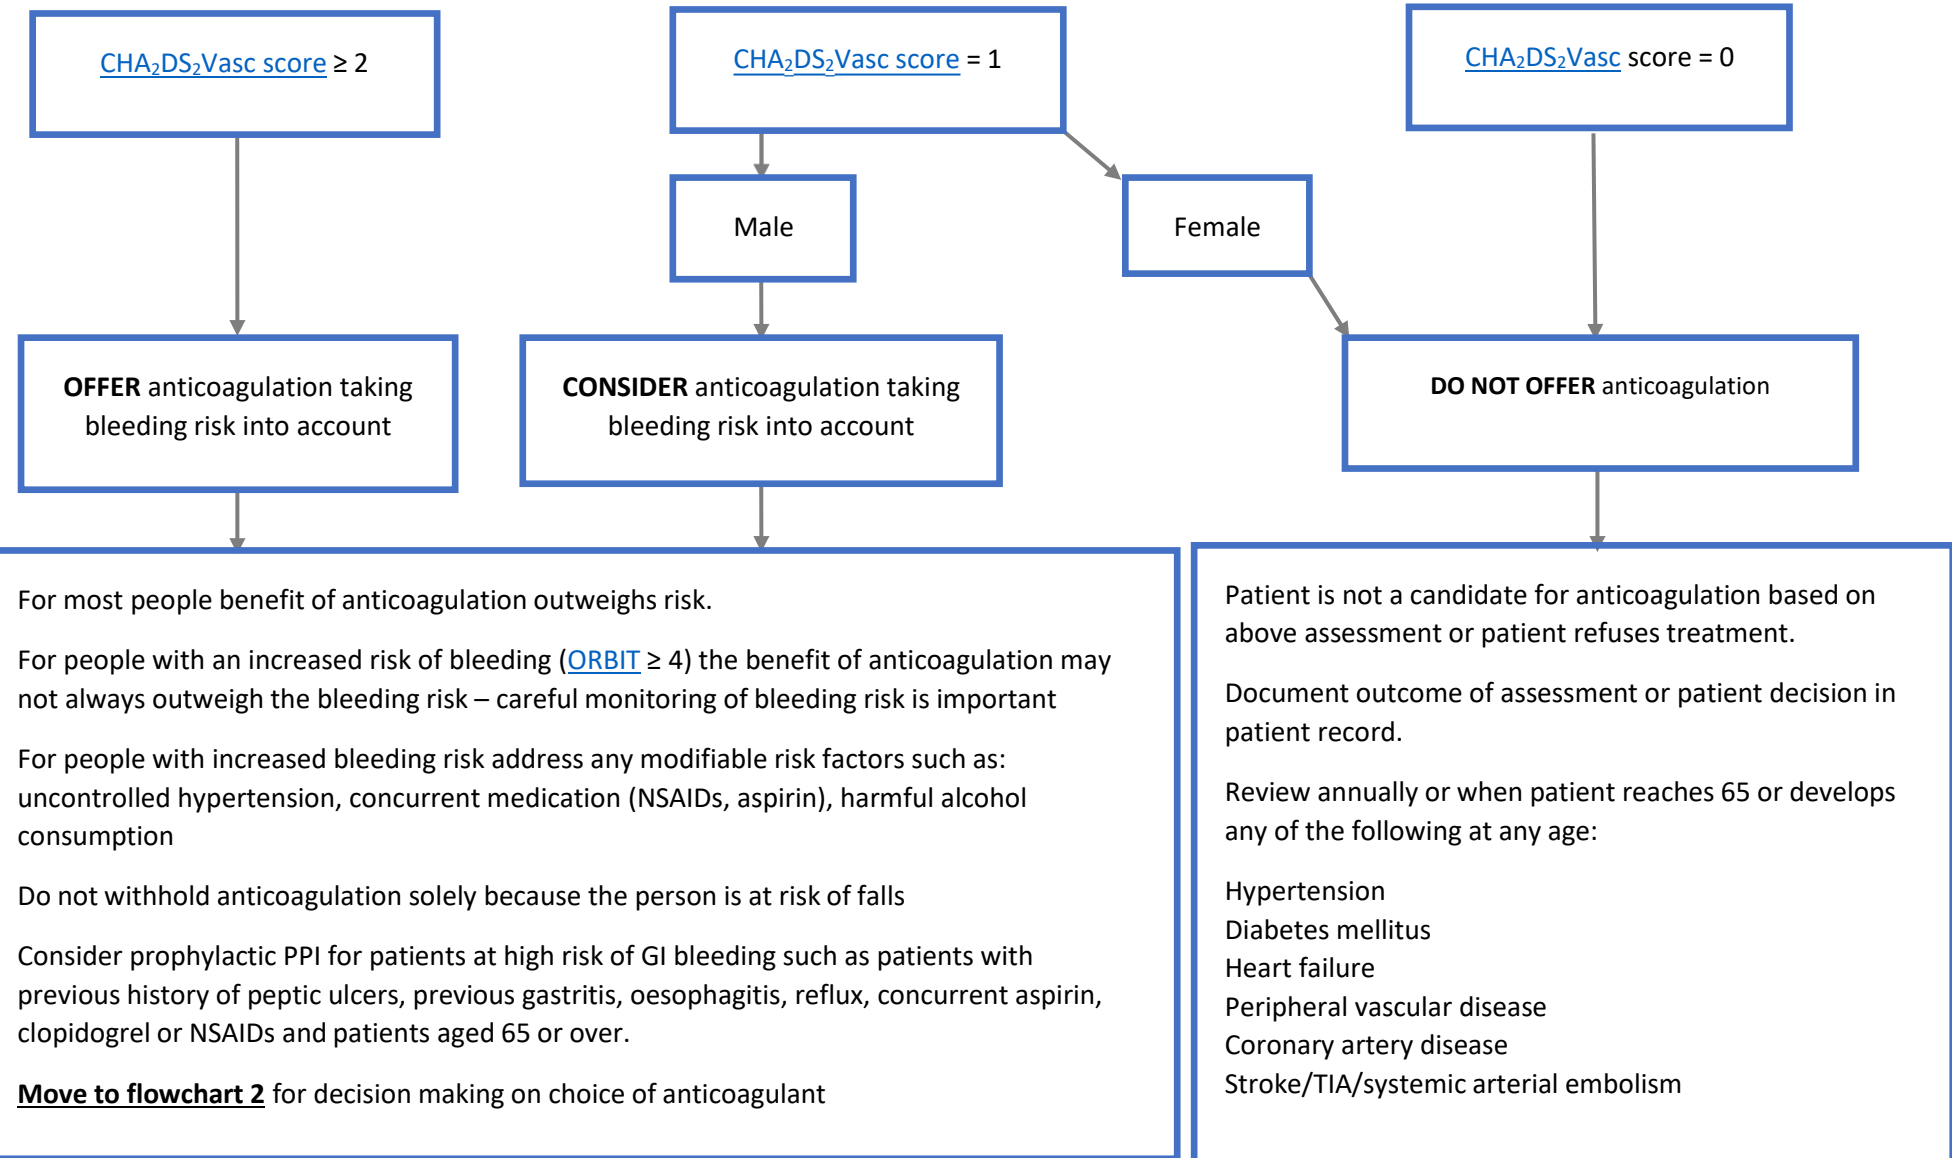 CHA₂DS₂Vasc score ≥ 2
CHA₂DS₂Vasc score = 1
CHA₂DS₂Vasc score = 0
Male
Female
OFFER anticoagulation taking
bleeding risk into account
CONSIDER anticoagulation taking
bleeding risk into account
DO NOT OFFER anticoagulation
For most people benefit of anticoagulation outweighs risk.
For people with an increased risk of bleeding (ORBIT ≥ 4) the benefit of anticoagulation may
not always outweigh the bleeding risk – careful monitoring of bleeding risk is important
For people with increased bleeding risk address any modifiable risk factors such as:
uncontrolled hypertension, concurrent medication (NSAIDs, aspirin), harmful alcohol
consumption
Do not withhold anticoagulation solely because the person is at risk of falls
Consider prophylactic PPI for patients at high risk of GI bleeding such as patients with
previous history of peptic ulcers, previous gastritis, oesophagitis, reflux, concurrent aspirin,
clopidogrel or NSAIDs and patients aged 65 or over.
Move to flowchart 2 for decision making on choice of anticoagulant
Patient is not a candidate for anticoagulation based on
above assessment or patient refuses treatment.
Document outcome of assessment or patient decision in
patient record.
Review annually or when patient reaches 65 or develops
any of the following at any age:
Hypertension
Diabetes mellitus
Heart failure
Peripheral vascular disease
Coronary artery disease
Stroke/TIA/systemic arterial embolism